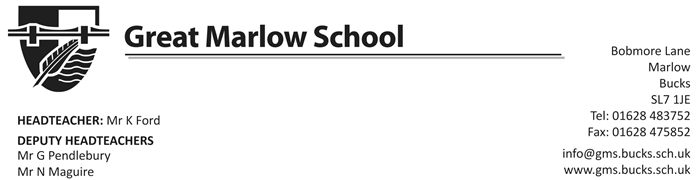 Great Marlow School
Bobmore Lane
Marlow
Bucks
SL7 1JE
Tel: 01628 483752
Fax: 01628 475852
info@gms.bucks.sch.uk
www.gms.bucks.sch.uk
HEADTEACHER: Mr K Ford
DEPUTY HEADTEACHERS
Mr G Pendlebury
Mr N Maguire